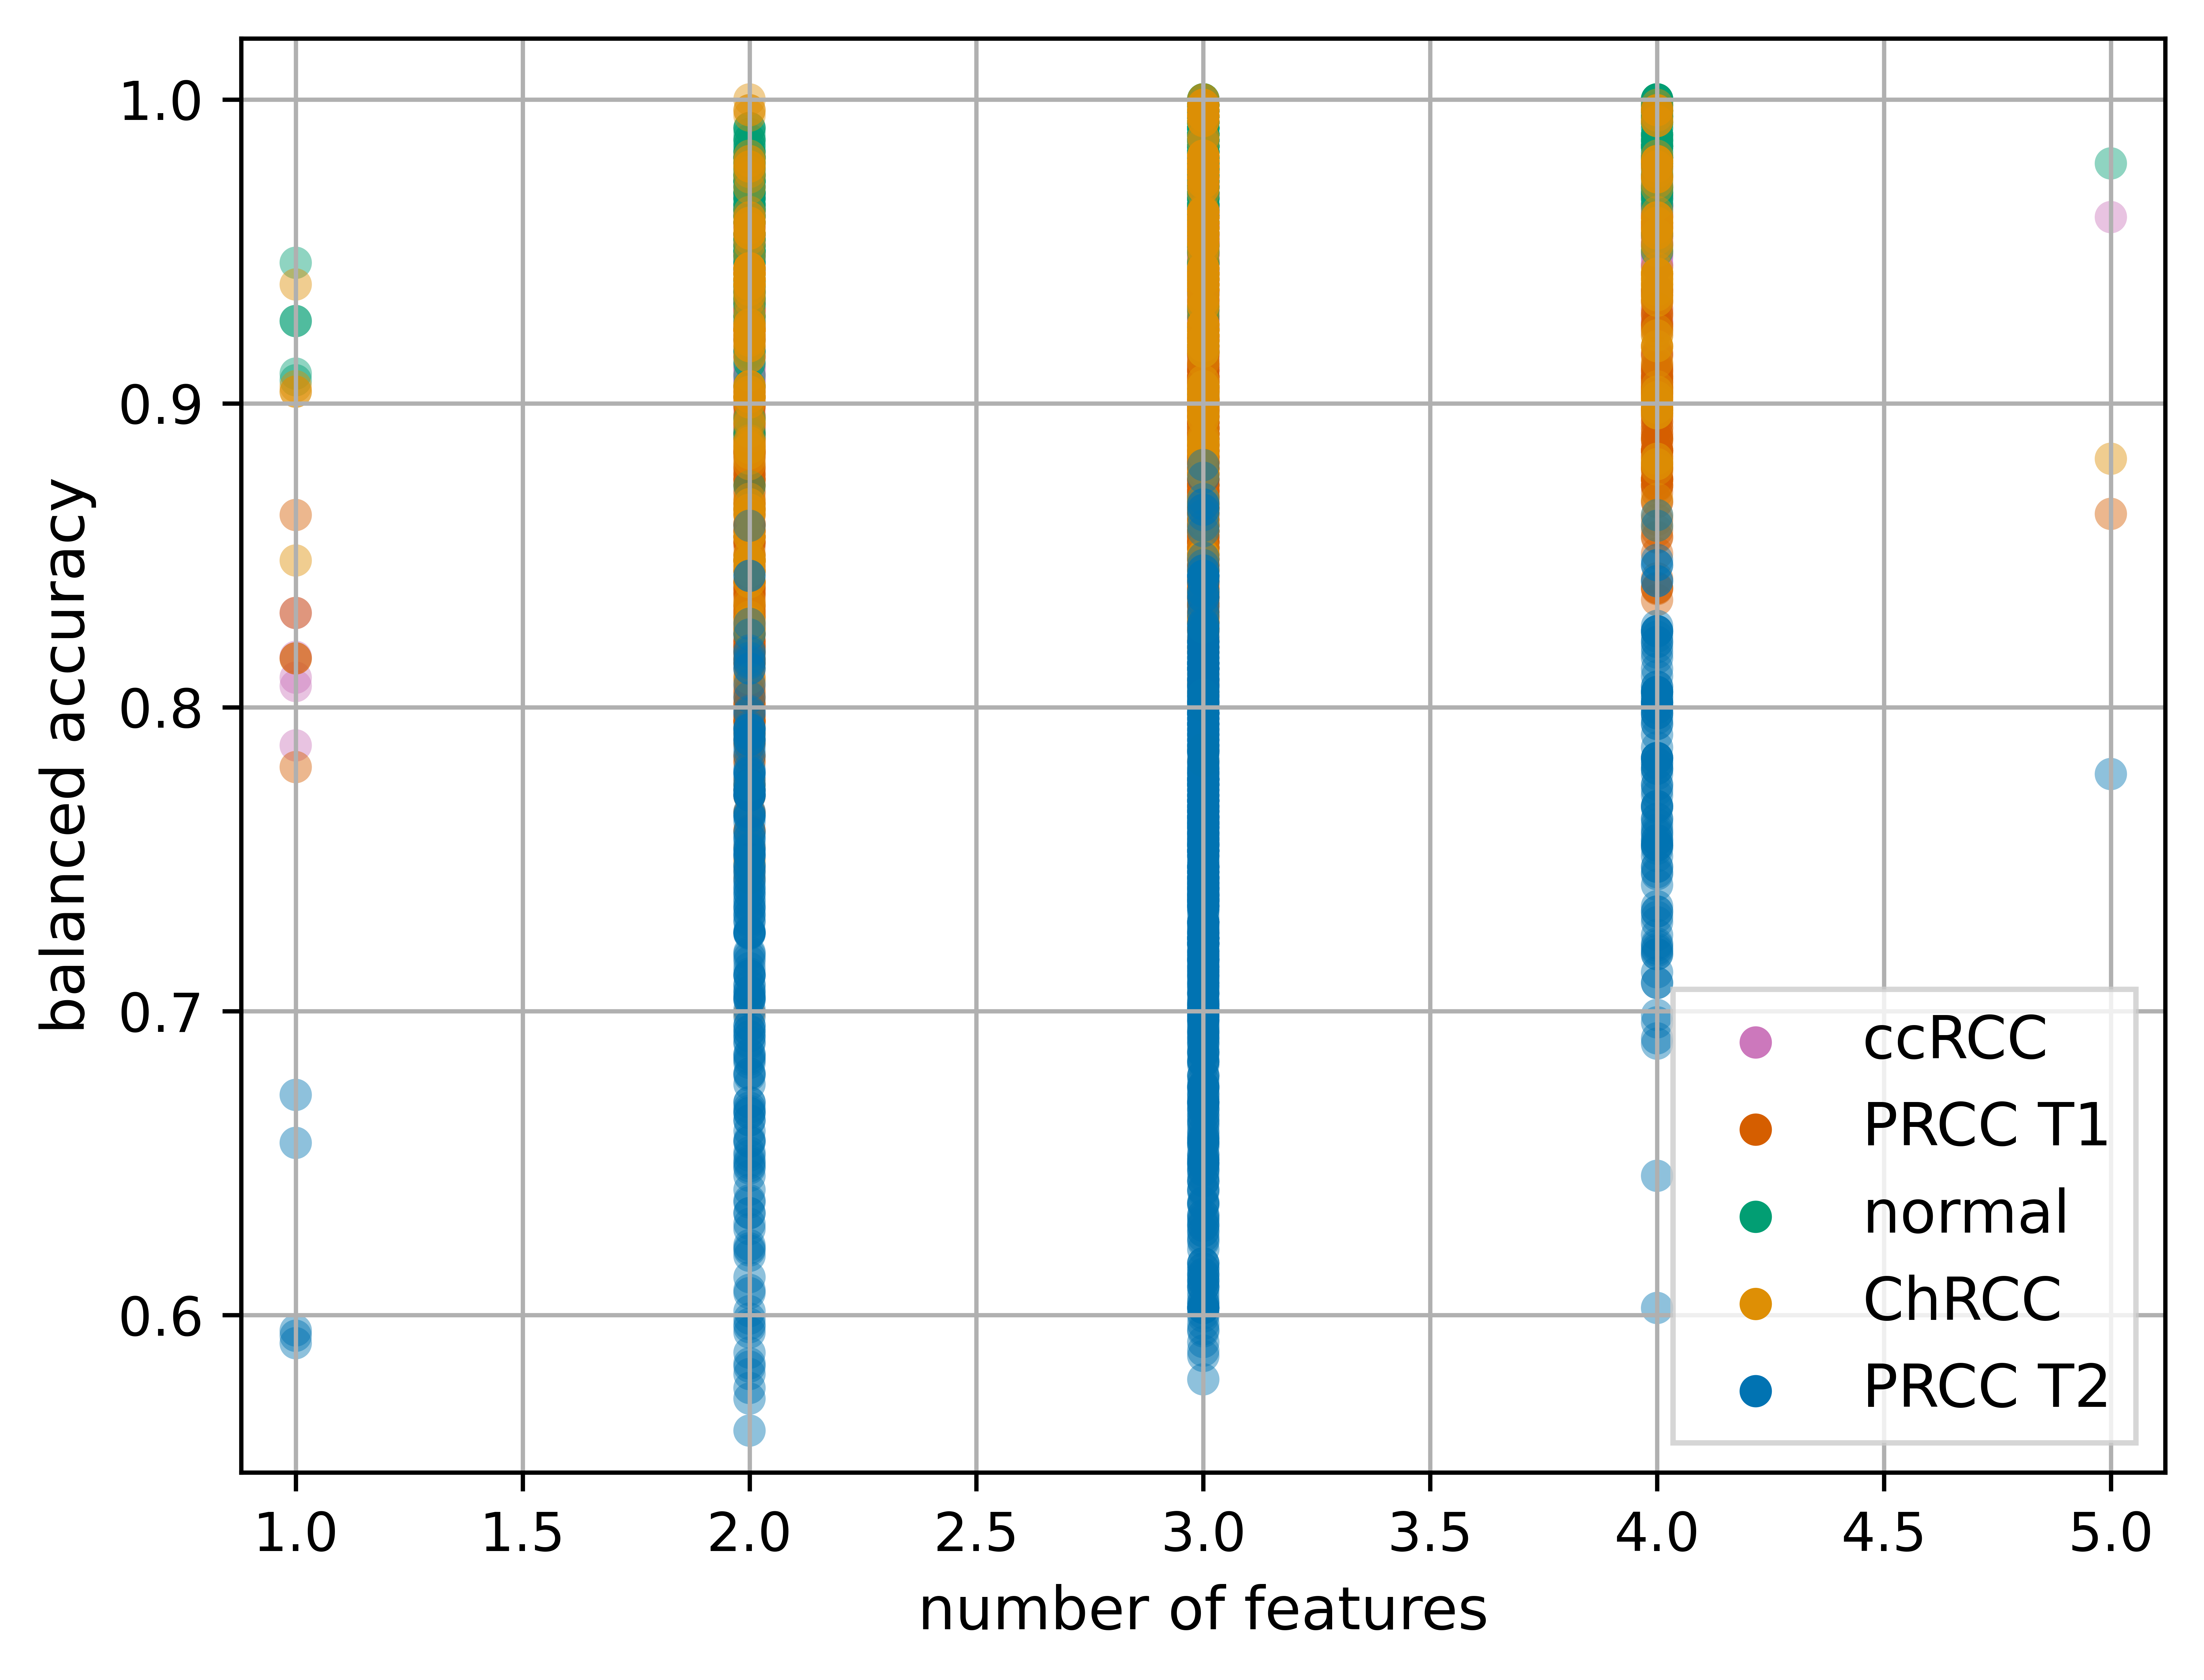 1.0
0.9
0.8
0.7
0.6
balanced accuracy
ccRCC
PRCC T1
normal
ChRCC
PRCC T2
1.0 1.5 2.0 2.5 3.0 3.5 4.0 4.5 5.0
number of features